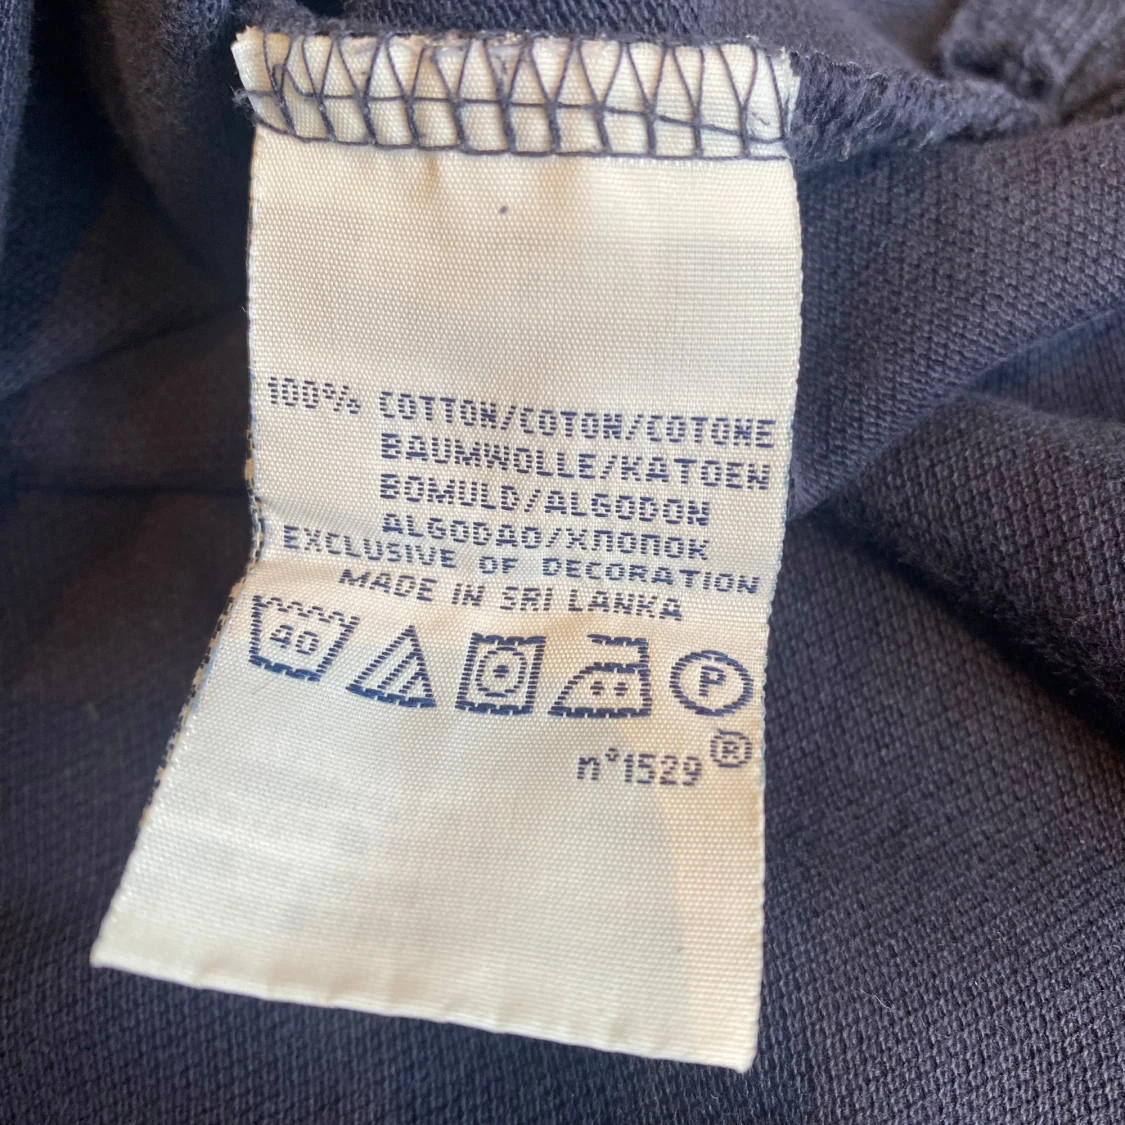 100% COTTON/COTON/COTONE
BAUMWOLLE/KATOEN
BOMULD/ALGODON
ALGODAO/ХЛОПОК
EXCLUSIVE OF DECORATION
MADE IN SRI LANKA
40
P
n°1529®